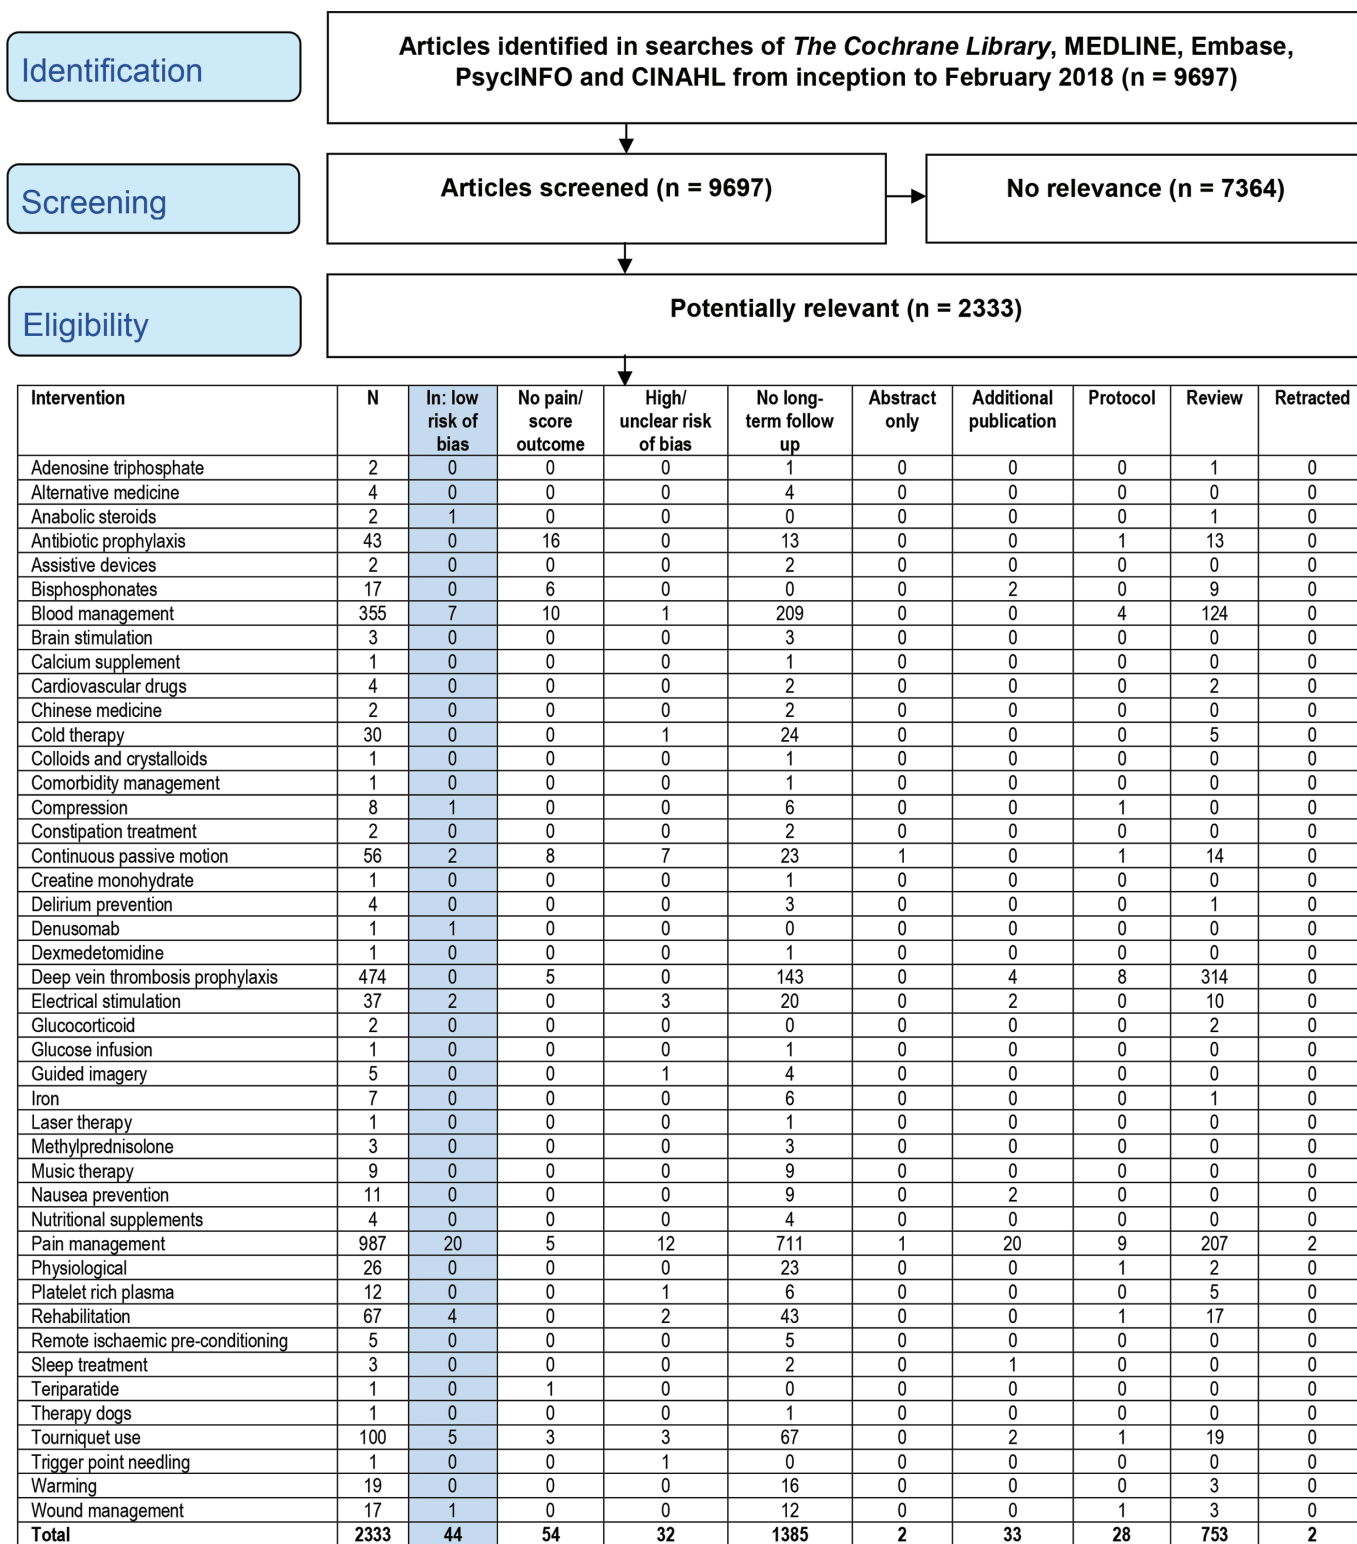 Identification
Articles identified in searches of The Cochrane Library, MEDLINE, Embase,
PsycINFO and CINAHL from inception to February 2018 (n = 9697)
Screening
Articles screened (n = 9697)
No relevance (n = 7364)
Eligibility
Potentially relevant (n = 2333)
Intervention N In: low risk of bias No pain/ score outcome High/ unclear risk of bias No long-term follow up Abstract only Additional publication Protocol Review Retracted
Adenosine triphosphate 2 0 0 0 1 0 0 0 1 0
Alternative medicine 4 0 0 0 4 0 0 0 0 0
Anabolic steroids 2 1 0 0 0 0 0 0 1 0
Antibiotic prophylaxis 43 0 16 0 13 0 0 1 13 0
Assistive devices 2 0 0 0 2 0 0 0 0 0
Bisphosphonates 17 0 6 0 0 0 2 0 9 0
Blood management 355 7 10 1 209 0 0 4 124 0
Brain stimulation 3 0 0 0 3 0 0 0 0 0
Calcium supplement 1 0 0 0 1 0 0 0 0 0
Cardiovascular drugs 4 0 0 0 2 0 0 0 2 0
Chinese medicine 2 0 0 0 2 0 0 0 0 0
Cold therapy 30 0 0 1 24 0 0 0 5 0
Colloids and crystalloids 1 0 0 0 1 0 0 0 0 0
Comorbidity management 1 0 0 0 1 0 0 0 0 0
Compression 8 1 0 0 6 0 0 1 0 0
Constipation treatment 2 0 0 0 2 0 0 0 0 0
Continuous passive motion 56 2 8 7 23 1 0 1 14 0
Creatine monohydrate 1 0 0 0 1 0 0 0 0 0
Delirium prevention 4 0 0 0 3 0 0 0 1 0
Denusomab 1 1 0 0 0 0 0 0 0 0
Dexmedetomidine 1 0 0 0 1 0 0 0 0 0
Deep vein thrombosis prophylaxis 474 0 5 0 143 0 4 8 314 0
Electrical stimulation 37 2 0 3 20 0 2 0 10 0
Glucocorticoid 2 0 0 0 0 0 0 0 2 0
Glucose infusion 1 0 0 0 1 0 0 0 0 0
Guided imagery 5 0 0 1 4 0 0 0 0 0
Iron 7 0 0 0 6 0 0 0 1 0
Laser therapy 1 0 0 0 1 0 0 0 0 0
Methylprednisolone 3 0 0 0 3 0 0 0 0 0
Music therapy 9 0 0 0 9 0 0 0 0 0
Nausea prevention 11 0 0 0 9 0 2 0 0 0
Nutritional supplements 4 0 0 0 4 0 0 0 0 0
Pain management 987 20 5 12 711 1 20 9 207 2
Physiological 26 0 0 0 23 0 0 1 2 0
Platelet rich plasma 12 0 0 1 6 0 0 0 5 0
Rehabilitation 67 4 0 2 43 0 0 1 17 0
Remote ischaemic pre-conditioning 5 0 0 0 5 0 0 0 0 0
Sleep treatment 3 0 0 0 2 0 1 0 0 0
Teriparatide 1 0 1 0 0 0 0 0 0 0
Therapy dogs 1 0 0 0 1 0 0 0 0 0
Tourniquet use 100 5 3 3 67 0 2 1 19 0
Trigger point needling 1 0 0 1 0 0 0 0 0 0
Warming 19 0 0 0 16 0 0 0 3 0
Wound management 17 1 0 0 12 0 0 1 3 0
Total 2333 44 54 32 1385 2 33 28 753 2